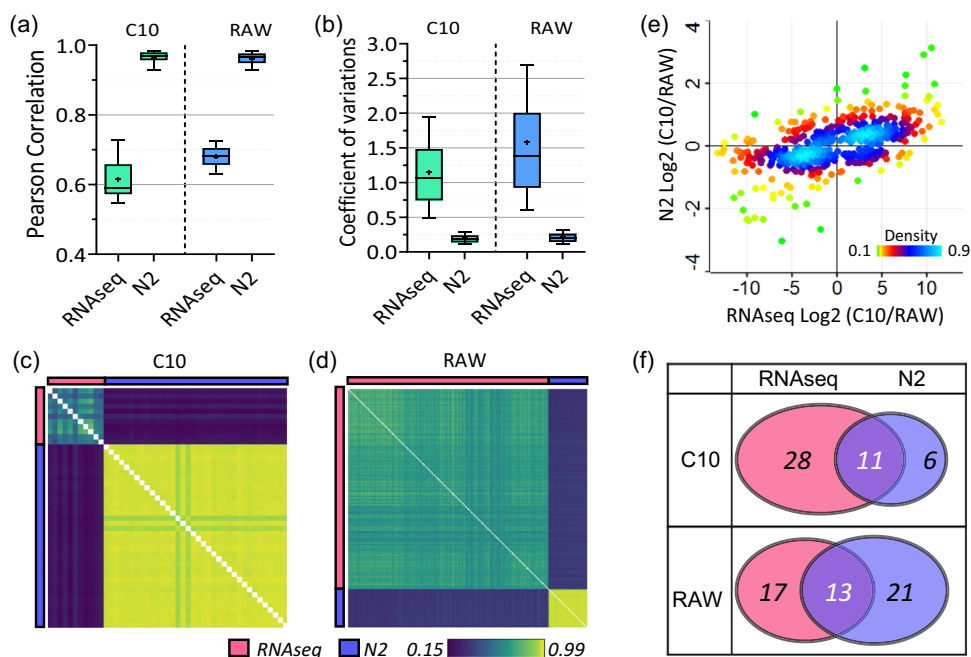 (a)
C10 RAW
Pearson Correlation
1.0
0.8
0.6
0.4
RNAseq N2 RNAseq N2
(b)
C10 RAW
Coefficient of variations
3.0
2.5
2.0
1.5
1.0
0.5
0.0
RNAseq N2 RNAseq N2
(e)
N2 Log2 (C10/RAW)
4
2
0
-2
-4
Density
0.1 0.9
-10 -5 0 5 10
RNAseq Log2 (C10/RAW)
(c) C10
(d) RAW
RNAseq N2 0.15 0.99
(f)
RNAseq N2
C10 28 11 6
RAW 17 13 21